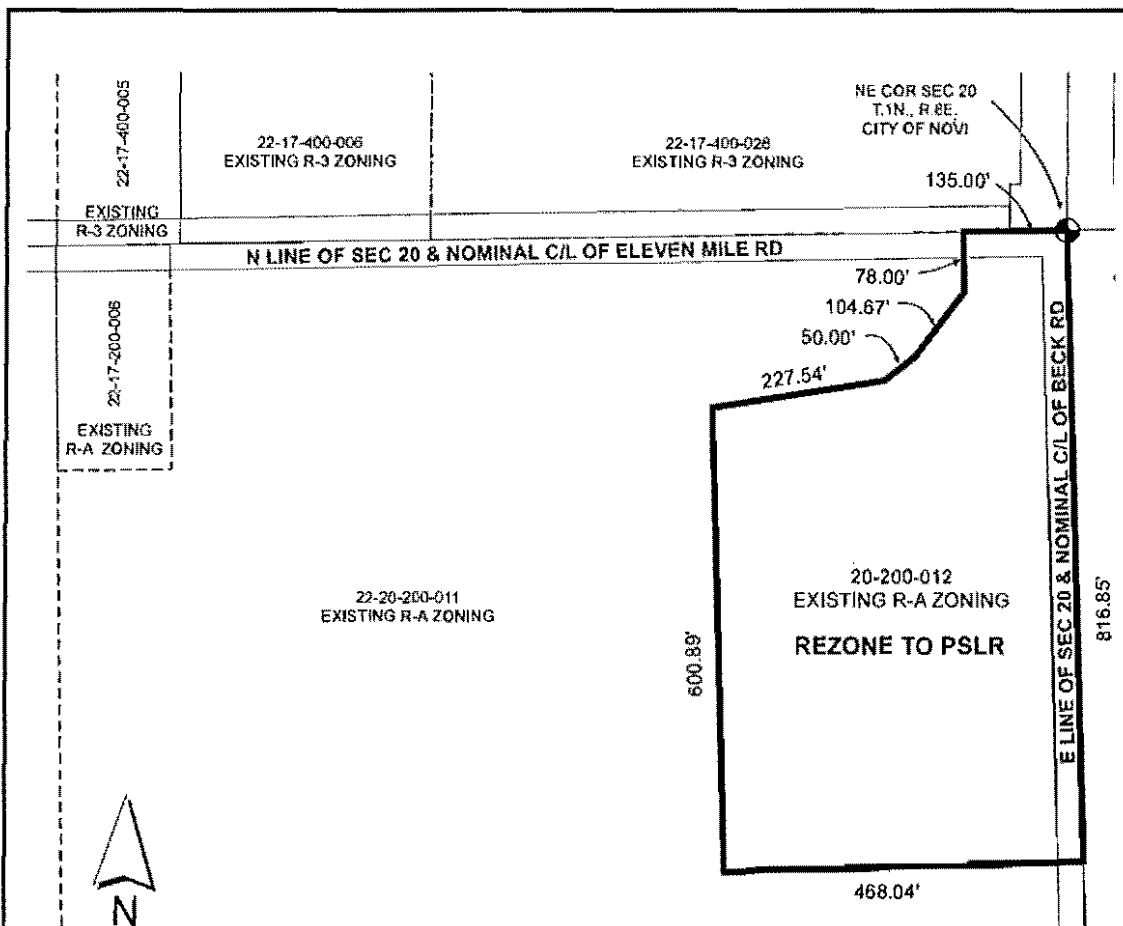 NE COR SEC 20
T.1N., R.8E.
CITY OF NOVI
22-17-400-005
22-17-400-006
EXISTING R-3 ZONING
22-17-400-028
EXISTING R-3 ZONING
135.00'
EXISTING
R-3 ZONING
N LINE OF SEC 20 & NOMINAL C/L OF ELEVEN MILE RD
78.00'
104.67'
50.00'
227.54'
22-17-200-006
EXISTING
R-A ZONING
E LINE OF SEC 20 & NOMINAL C/L OF BECK RD
816.85'
22-20-200-011
EXISTING R-A ZONING
20-200-012
EXISTING R-A ZONING
REZONE TO PSLR
600.89'
468.04'
N